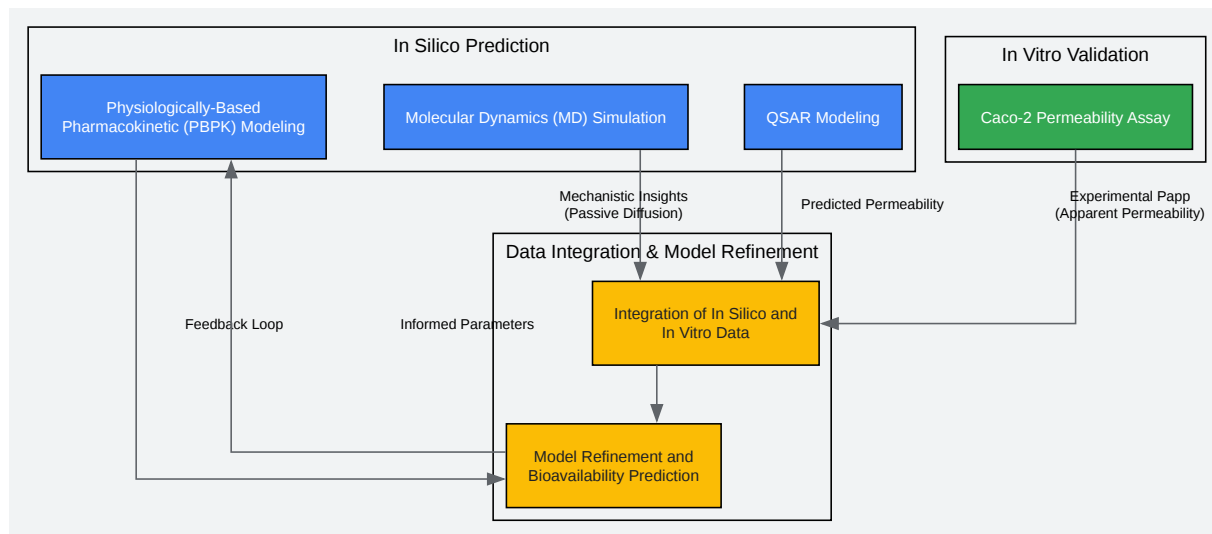 In Silico Prediction
In Vitro Validation
Physiologically-Based
Pharmacokinetic (PBPK) Modeling
Molecular Dynamics (MD) Simulation
QSAR Modeling
Caco-2 Permeability Assay
Mechanistic Insights
(Passive Diffusion)
Predicted Permeability
Experimental Papp
(Apparent Permeability)
Data Integration & Model Refinement
Integration of In Silico and
In Vitro Data
Feedback Loop
Informed Parameters
Model Refinement and
Bioavailability Prediction